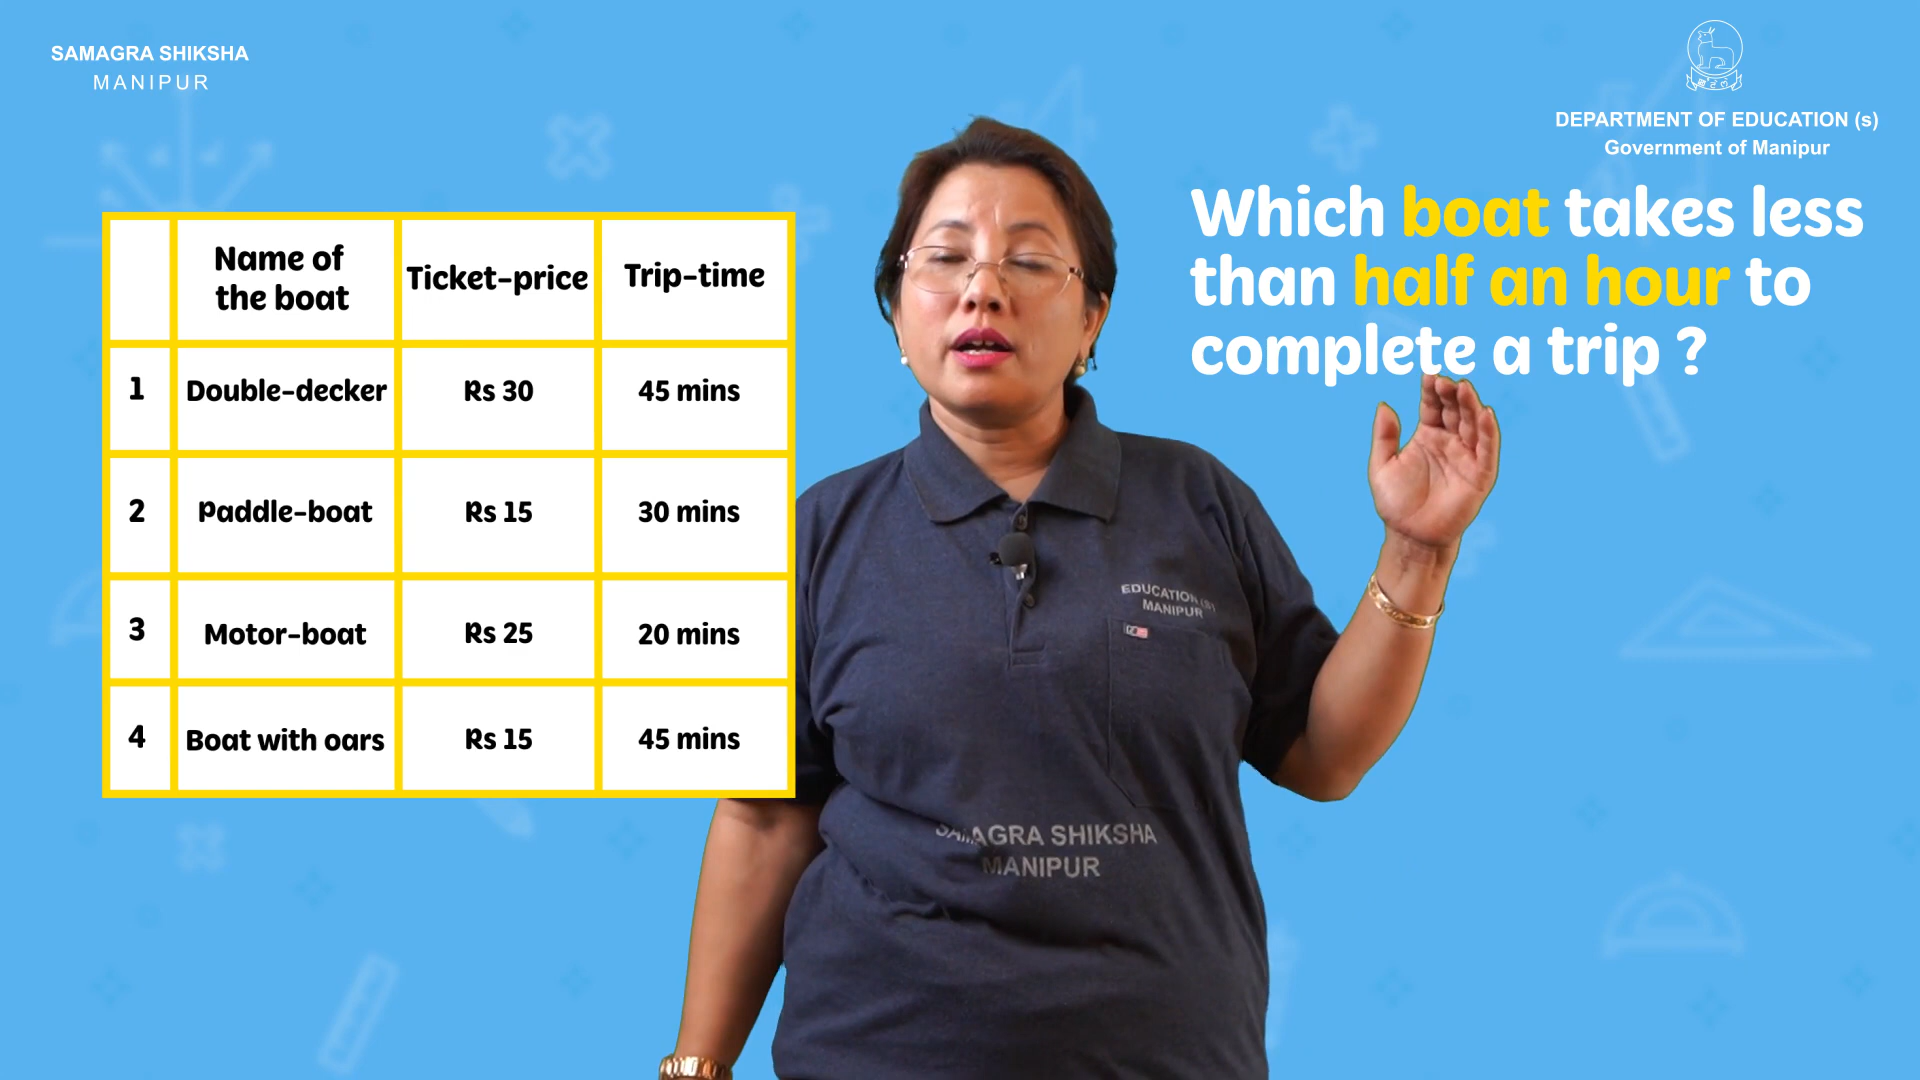 SAMAGRA SHIKSHA
MANIPUR
DEPARTMENT OF EDUCATION (s)
Government of Manipur
Which boat takes less
than half an hour to
complete a trip ?
Name of the boat Ticket-price Trip-time
1 Double-decker Rs 30 45 mins
2 Paddle-boat Rs 15 30 mins
3 Motor-boat Rs 25 20 mins
4 Boat with oars Rs 15 45 mins
EDUCATION (S)
MANIPUR
SAMAGRA SHIKSHA
MANIPUR